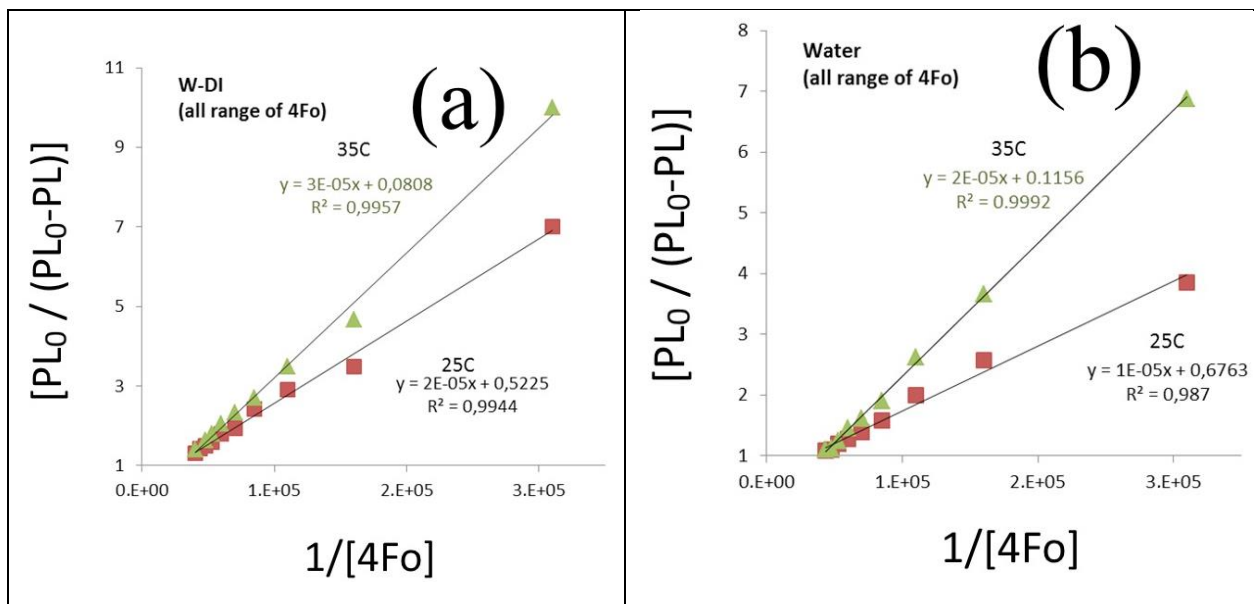 (a)
W-DI
(all range of 4Fo)
[PL₀ / (PL₀-PL)]
11
9
7
5
3
1
35C
y = 3E-05x + 0,0808
R² = 0,9957
25C
y = 2E-05x + 0,5225
R² = 0,9944
0.E+00
1.E+05
2.E+05
3.E+05
1/[4Fo]
(b)
Water
(all range of 4Fo)
[PL₀ / (PL₀-PL)]
8
7
6
5
4
3
2
1
35C
y = 2E-05x + 0.1156
R² = 0.9992
25C
y = 1E-05x + 0,6763
R² = 0,987
0.E+00
1.E+05
2.E+05
3.E+05
1/[4Fo]